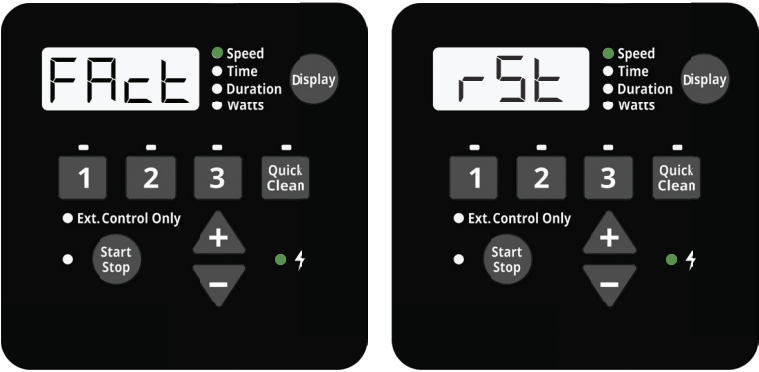 FAct
Speed
Time
Duration
Watts
Display
1 2 3 Quick Clean
Ext. Control Only
+
Start Stop
−
rSt
Speed
Time
Duration
Watts
Display
1 2 3 Quick Clean
Ext. Control Only
+
Start Stop
−